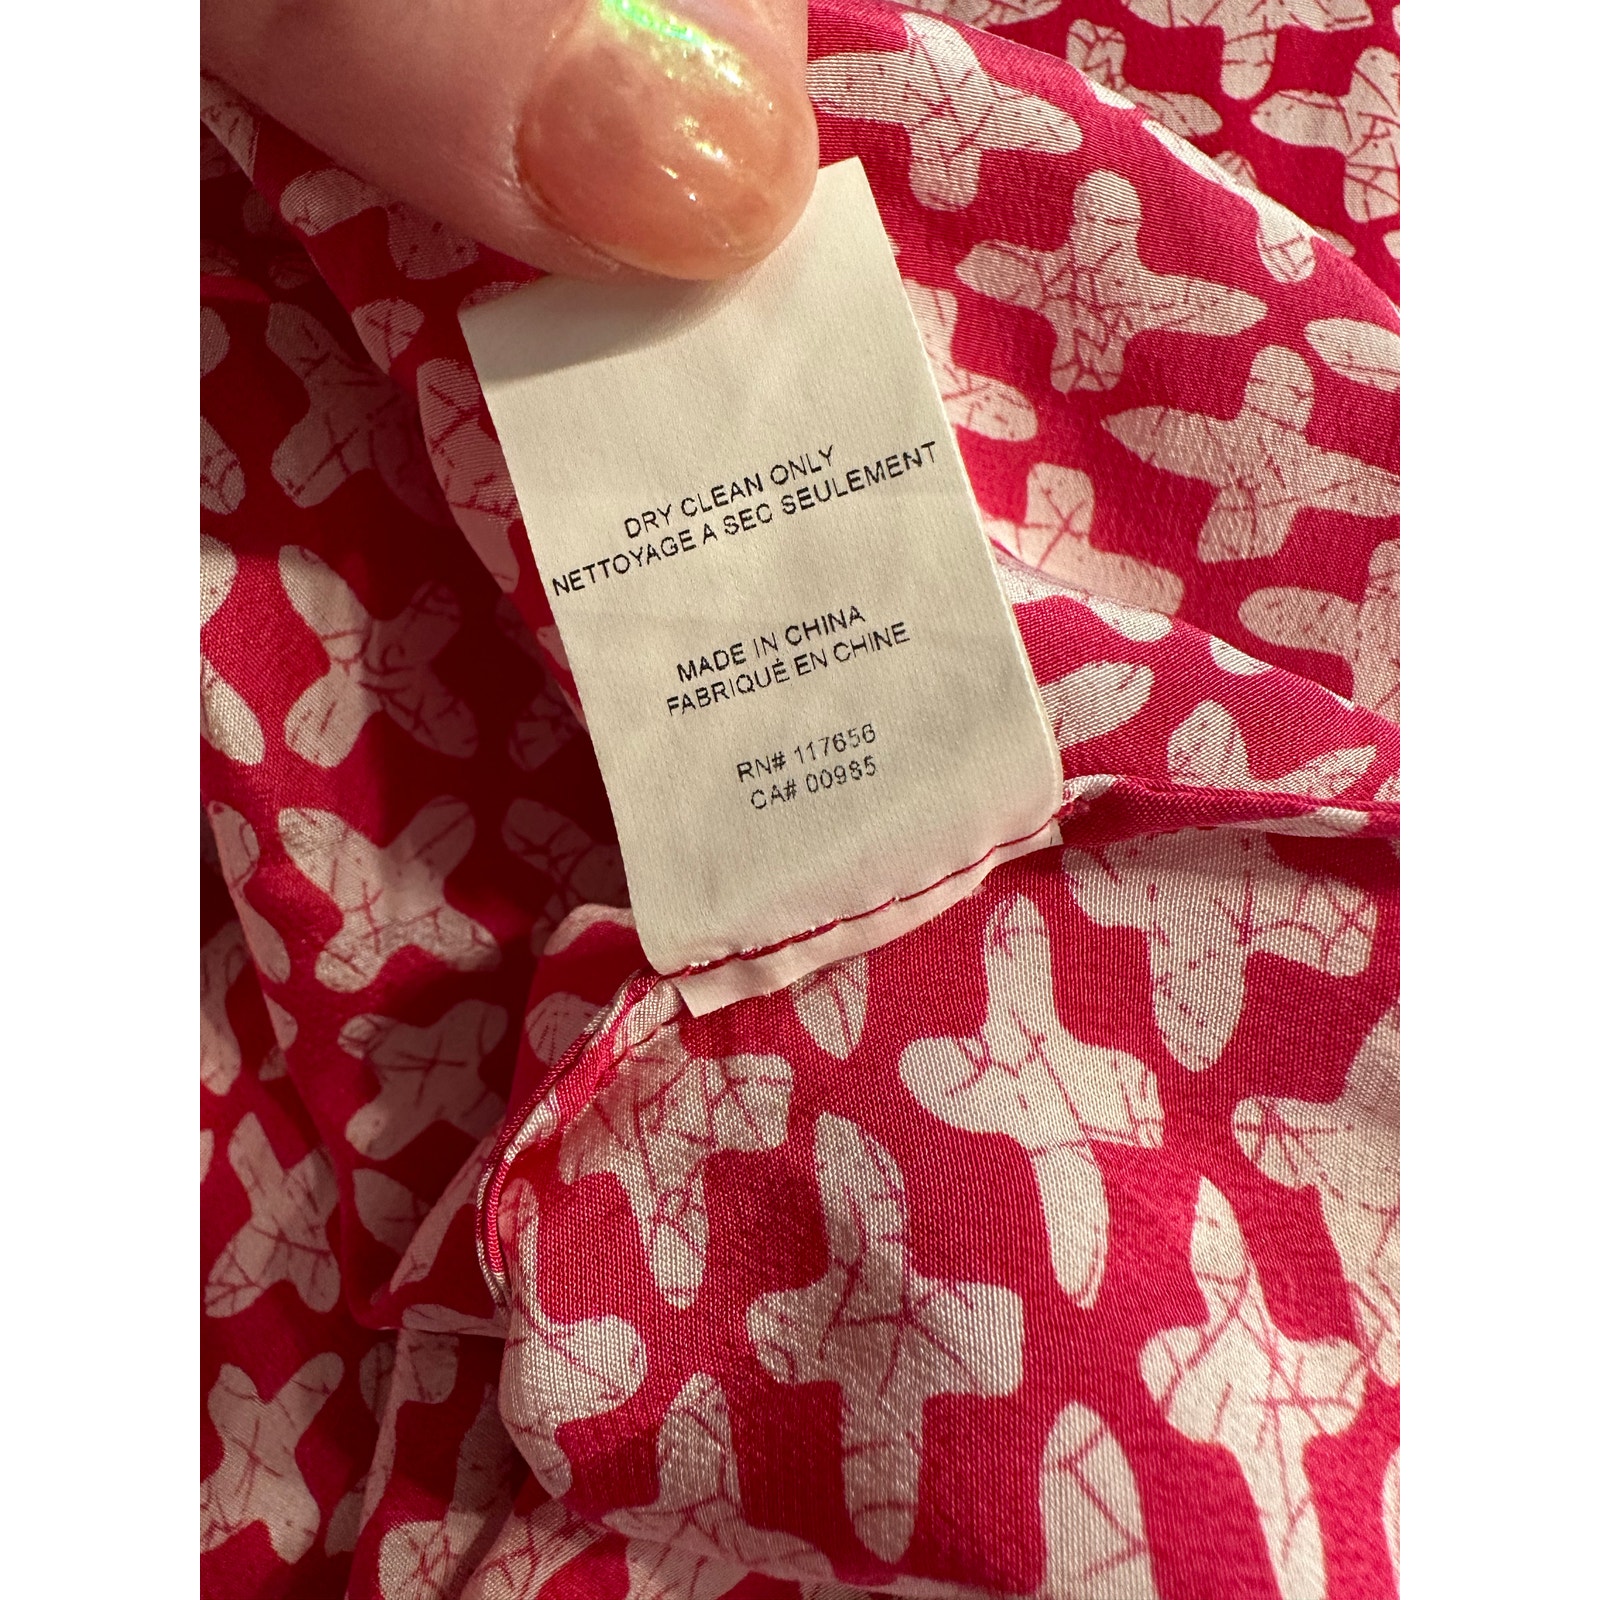 DRY CLEAN ONLY
NETTOYAGE A SEC SEULEMENT
MADE IN CHINA
FABRIQUÉ EN CHINE
RN# 117656
CA# 00985